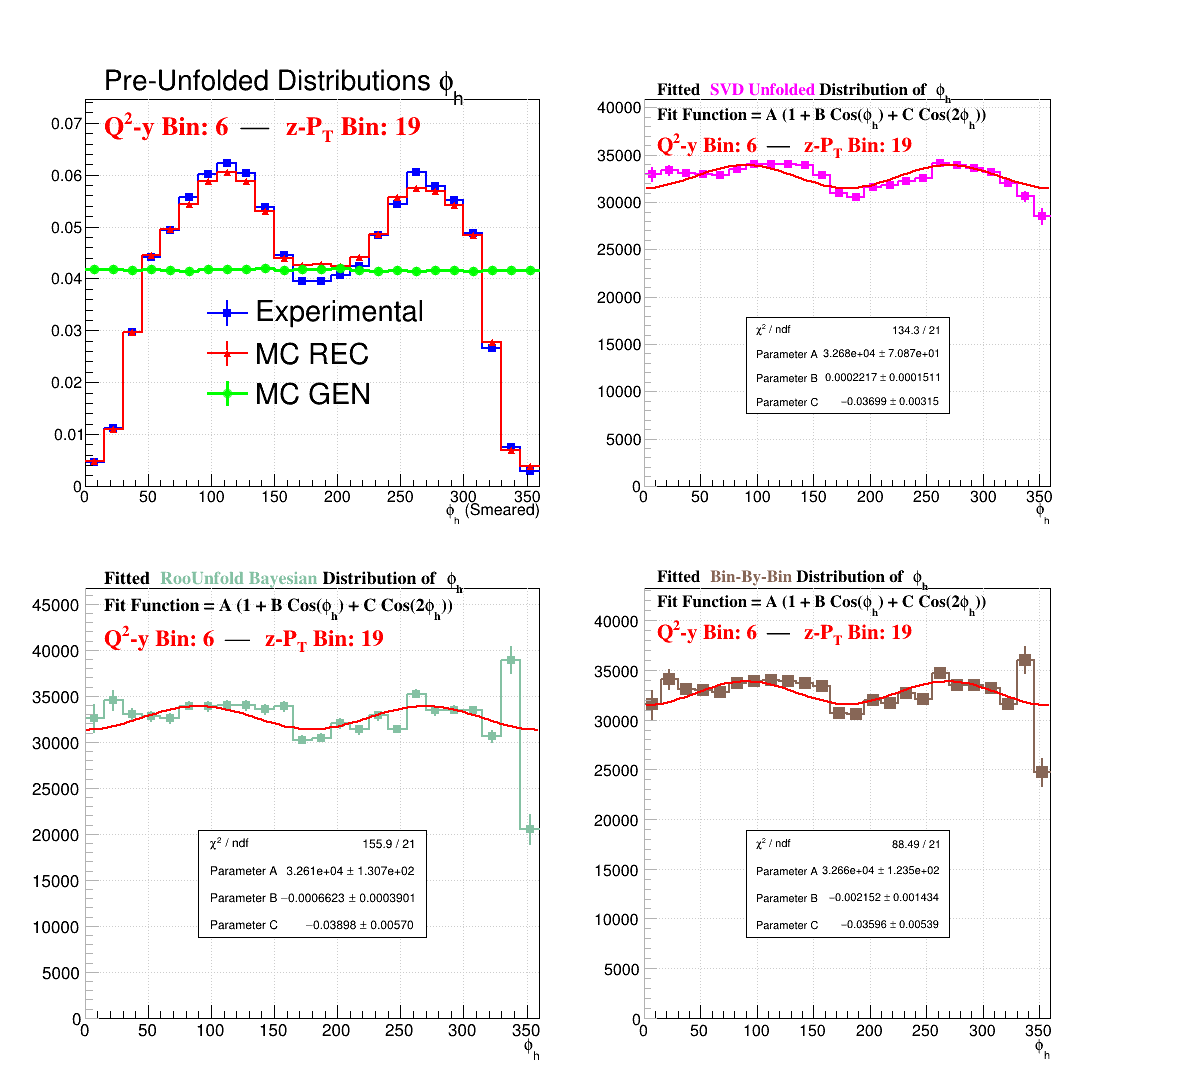 Pre-Unfolded Distributions ϕh
Q2-y Bin: 6 — z-PT Bin: 19
0.07
0.06
0.05
0.04
0.03
0.02
0.01
0
Experimental
MC REC
MC GEN
0 50 100 150 200 250 300 350
ϕh (Smeared)
Fitted SVD Unfolded Distribution of ϕh
Fit Function = A (1 + B Cos(ϕh) + C Cos(2ϕh))
Q2-y Bin: 6 — z-PT Bin: 19
40000
35000
30000
25000
20000
15000
10000
5000
0
χ2 / ndf 134.3 / 21
Parameter A 3.268e+04 ± 7.087e+01
Parameter B 0.0002217 ± 0.0001511
Parameter C −0.03699 ± 0.00315
0 50 100 150 200 250 300 350
ϕh
Fitted RooUnfold Bayesian Distribution of ϕh
Fit Function = A (1 + B Cos(ϕh) + C Cos(2ϕh))
Q2-y Bin: 6 — z-PT Bin: 19
45000
40000
35000
30000
25000
20000
15000
10000
5000
0
χ2 / ndf 155.9 / 21
Parameter A 3.261e+04 ± 1.307e+02
Parameter B −0.0006623 ± 0.0003901
Parameter C −0.03898 ± 0.00570
0 50 100 150 200 250 300 350
ϕh
Fitted Bin-By-Bin Distribution of ϕh
Fit Function = A (1 + B Cos(ϕh) + C Cos(2ϕh))
Q2-y Bin: 6 — z-PT Bin: 19
40000
35000
30000
25000
20000
15000
10000
5000
0
χ2 / ndf 88.49 / 21
Parameter A 3.266e+04 ± 1.235e+02
Parameter B −0.002152 ± 0.001434
Parameter C −0.03596 ± 0.00539
0 50 100 150 200 250 300 350
ϕh